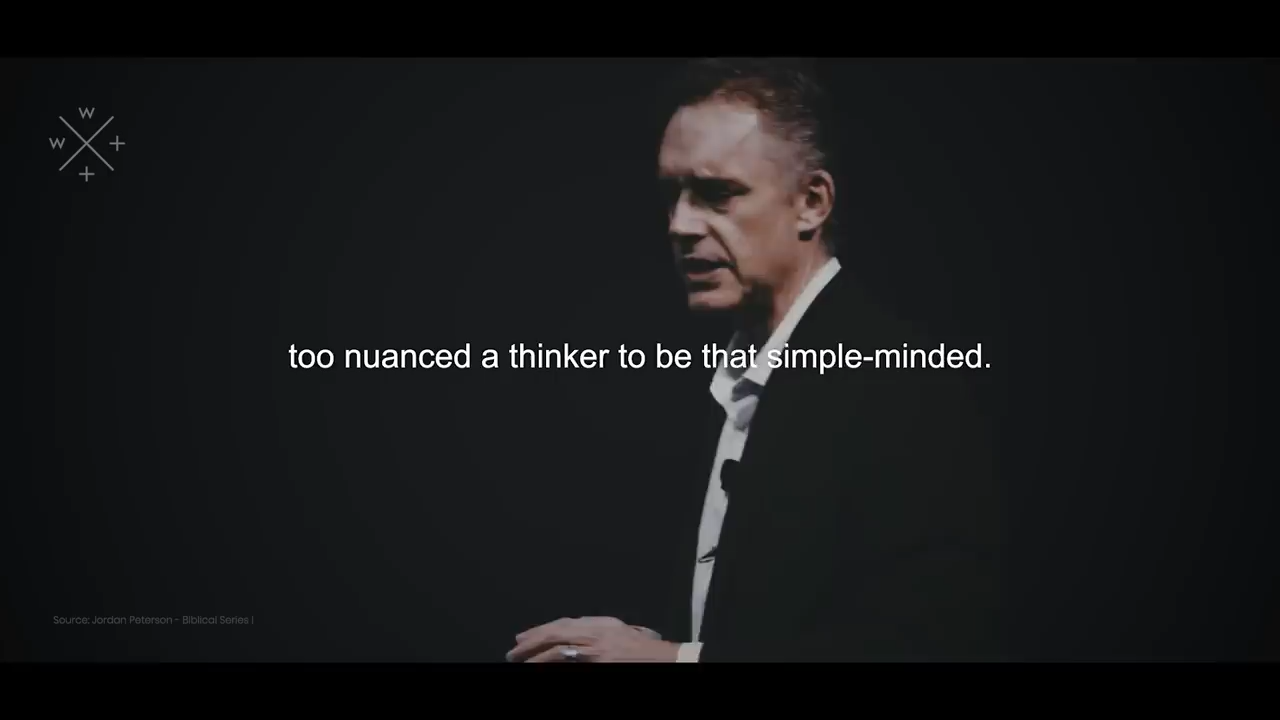 W
W +
+
too nuanced a thinker to be that simple-minded.
Source: Jordan Peterson - Biblical Series I